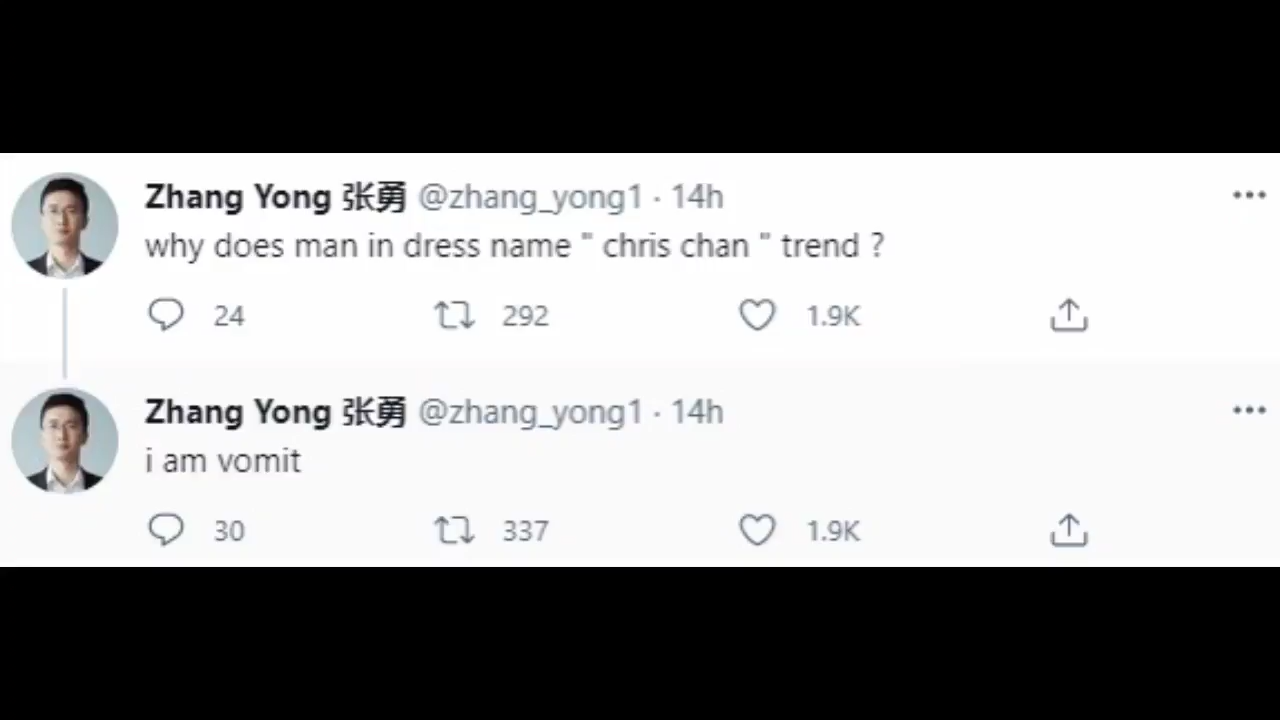 Zhang Yong 张勇 @zhang_yong1 · 14h
why does man in dress name " chris chan " trend ?
24 292 1.9K
Zhang Yong 张勇 @zhang_yong1 · 14h
i am vomit
30 337 1.9K